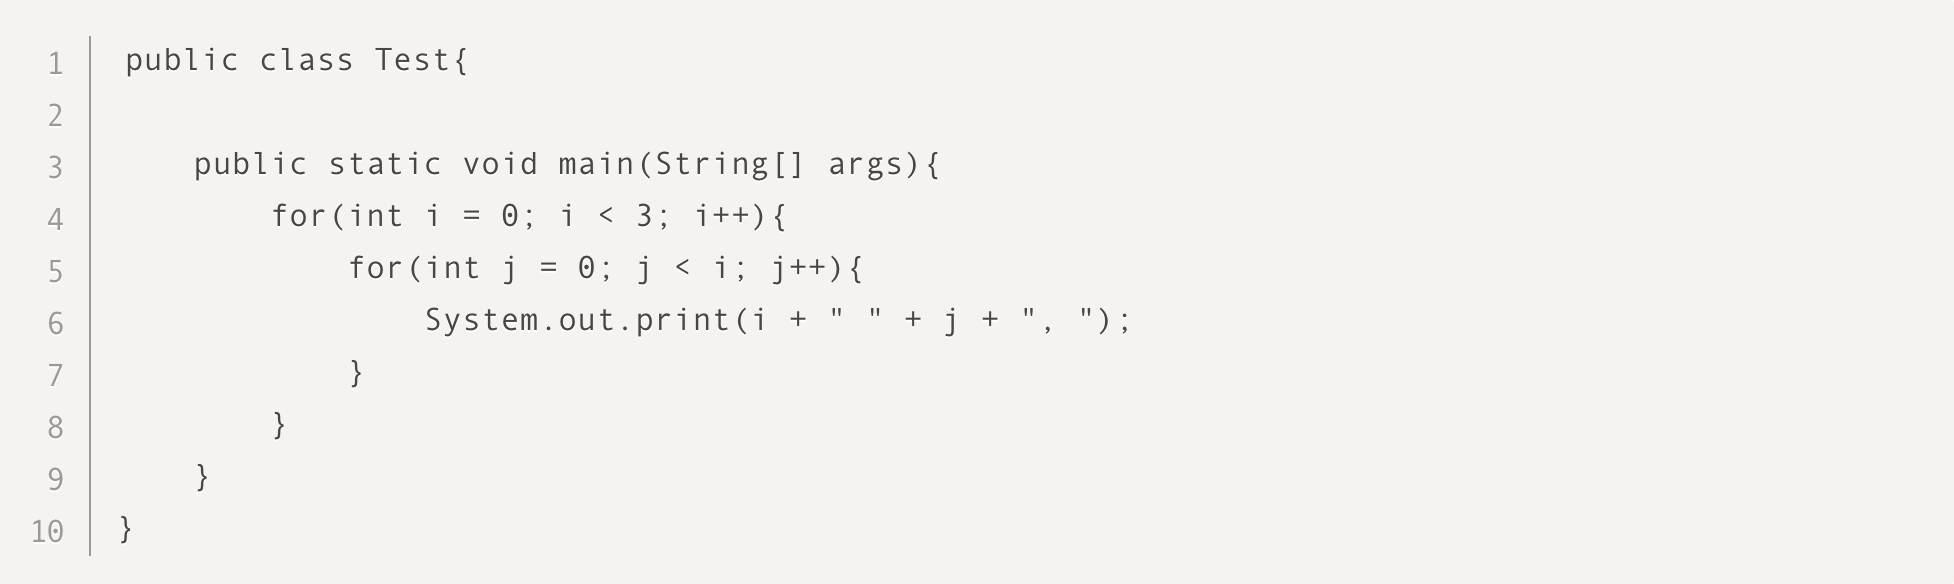 1 public class Test{
2
3     public static void main(String[] args){
4         for(int i = 0; i < 3; i++){
5             for(int j = 0; j < i; j++){
6                 System.out.print(i + " " + j + ", ");
7             }
8         }
9     }
10 }